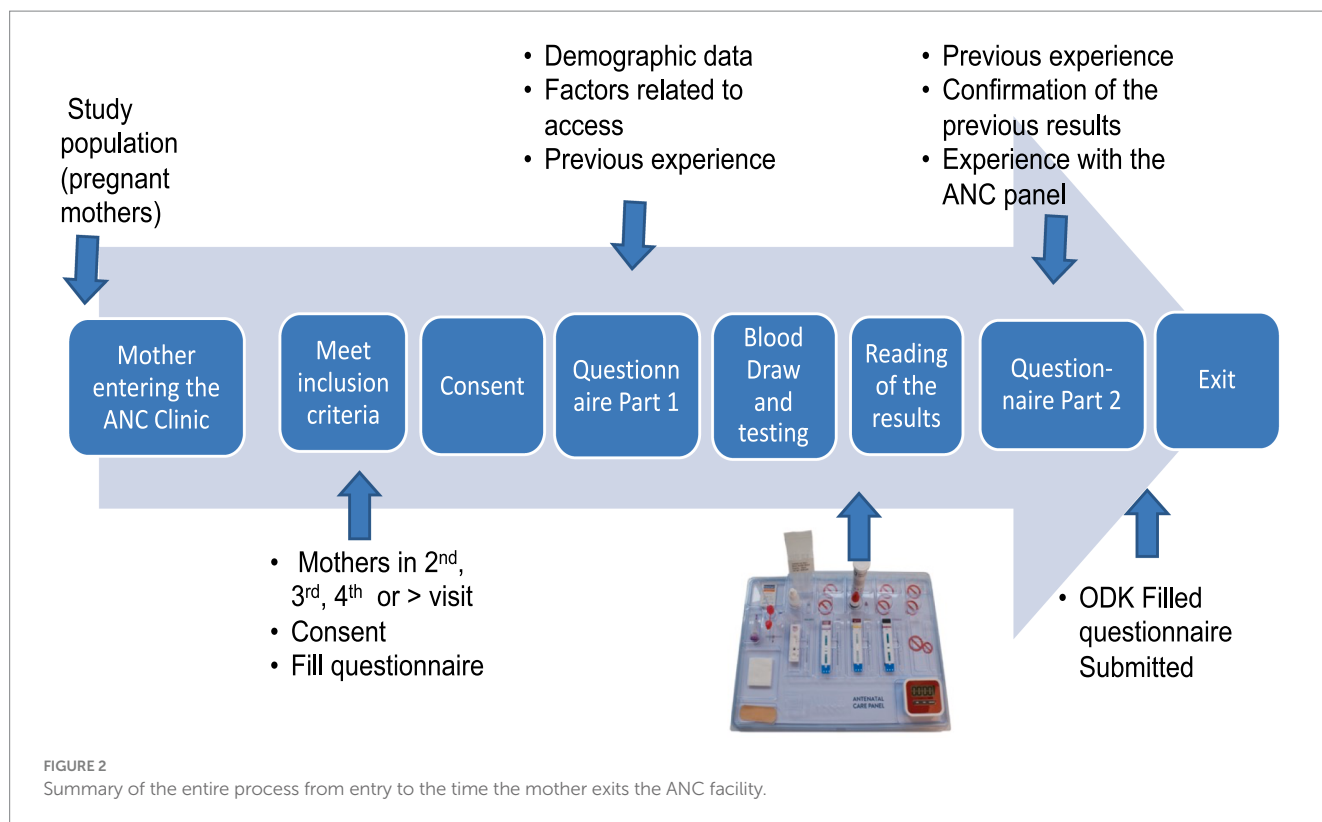 Study
population
(pregnant
mothers)
• Demographic data
• Factors related to
access
• Previous experience
• Previous experience
• Confirmation of the
previous results
• Experience with the
ANC panel
Mother
entering the
ANC Clinic
Meet
inclusion
criteria
Consent
Questionn
aire Part 1
Blood
Draw
and
testing
Reading
of the
results
Question-
naire Part 2
Exit
• Mothers in 2nd,
3rd, 4th or > visit
• Consent
• Fill questionnaire
ANTENATAL
CARE PANEL
• ODK Filled
questionnaire
Submitted
FIGURE 2
Summary of the entire process from entry to the time the mother exits the ANC facility.